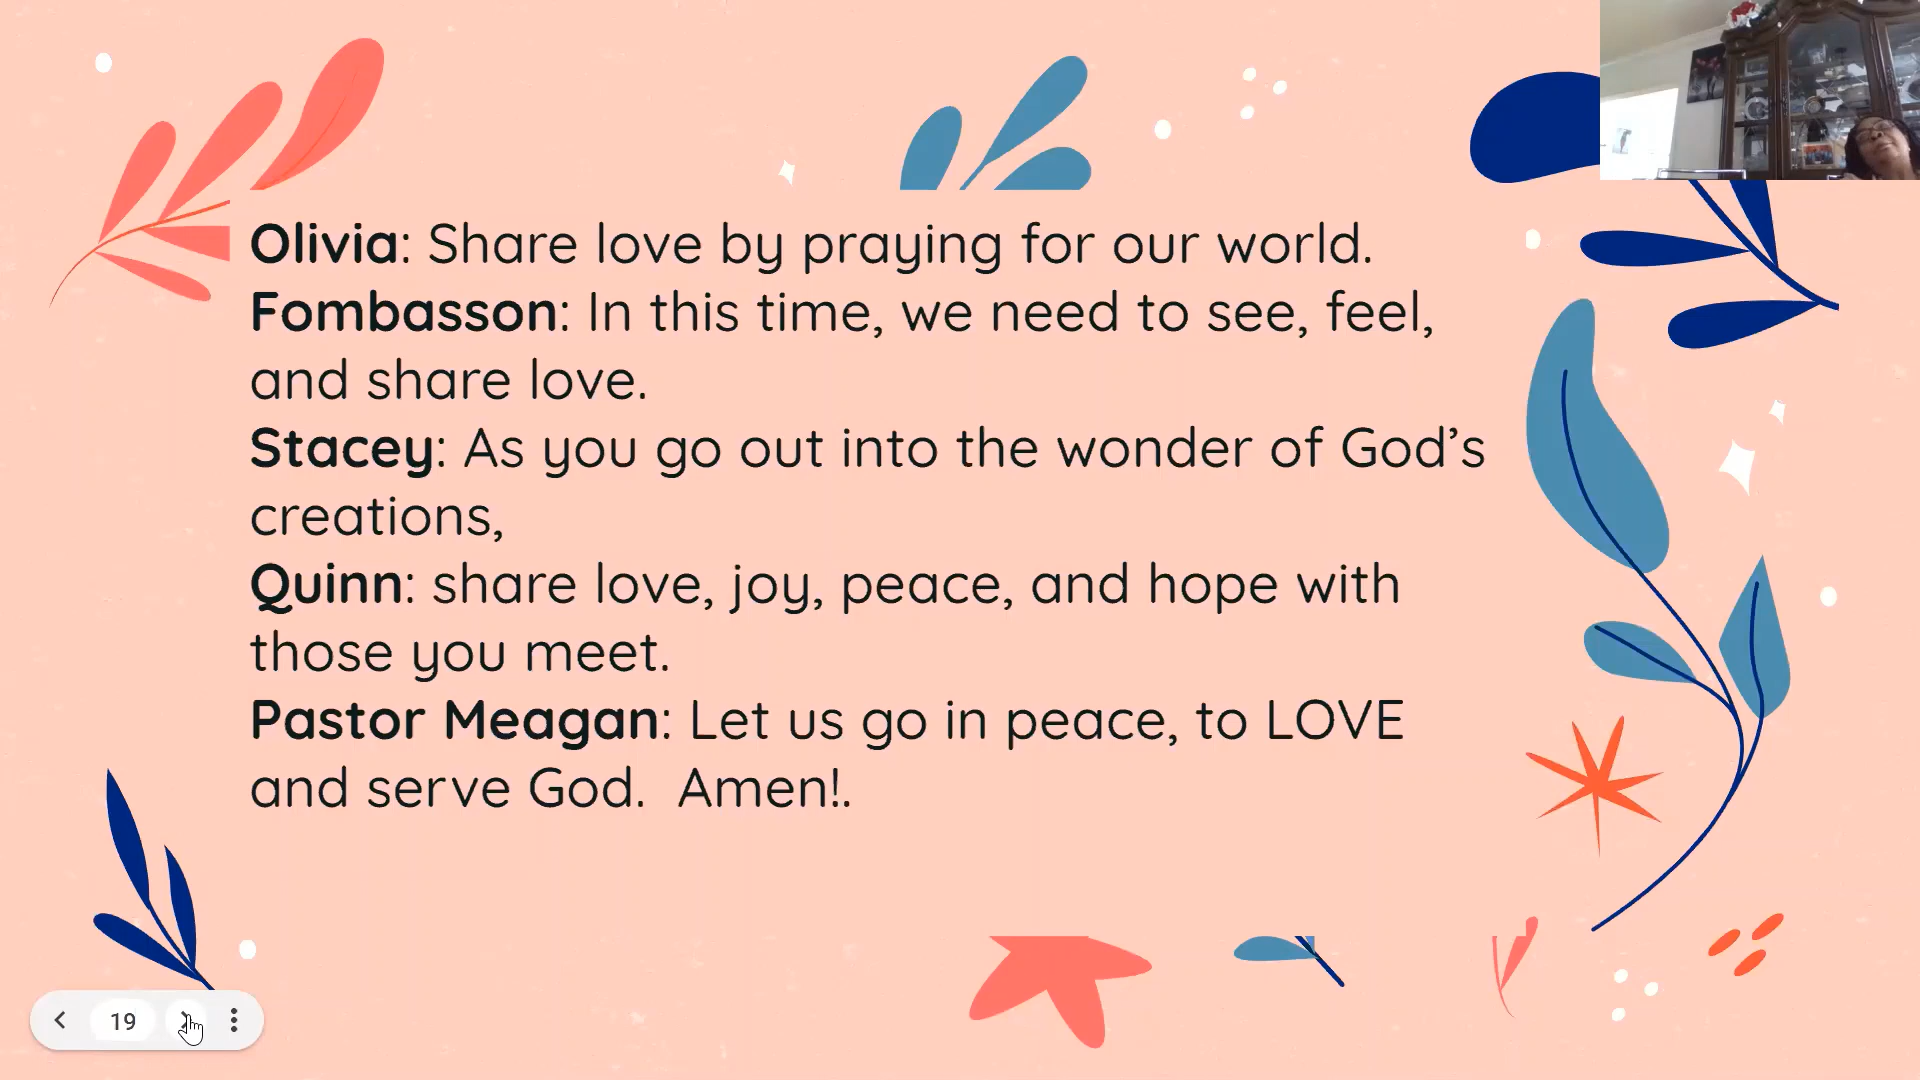 Olivia: Share love by praying for our world.
Fombasson: In this time, we need to see, feel,
and share love.
Stacey: As you go out into the wonder of God’s
creations,
Quinn: share love, joy, peace, and hope with
those you meet.
Pastor Meagan: Let us go in peace, to LOVE
and serve God.  Amen!.
19